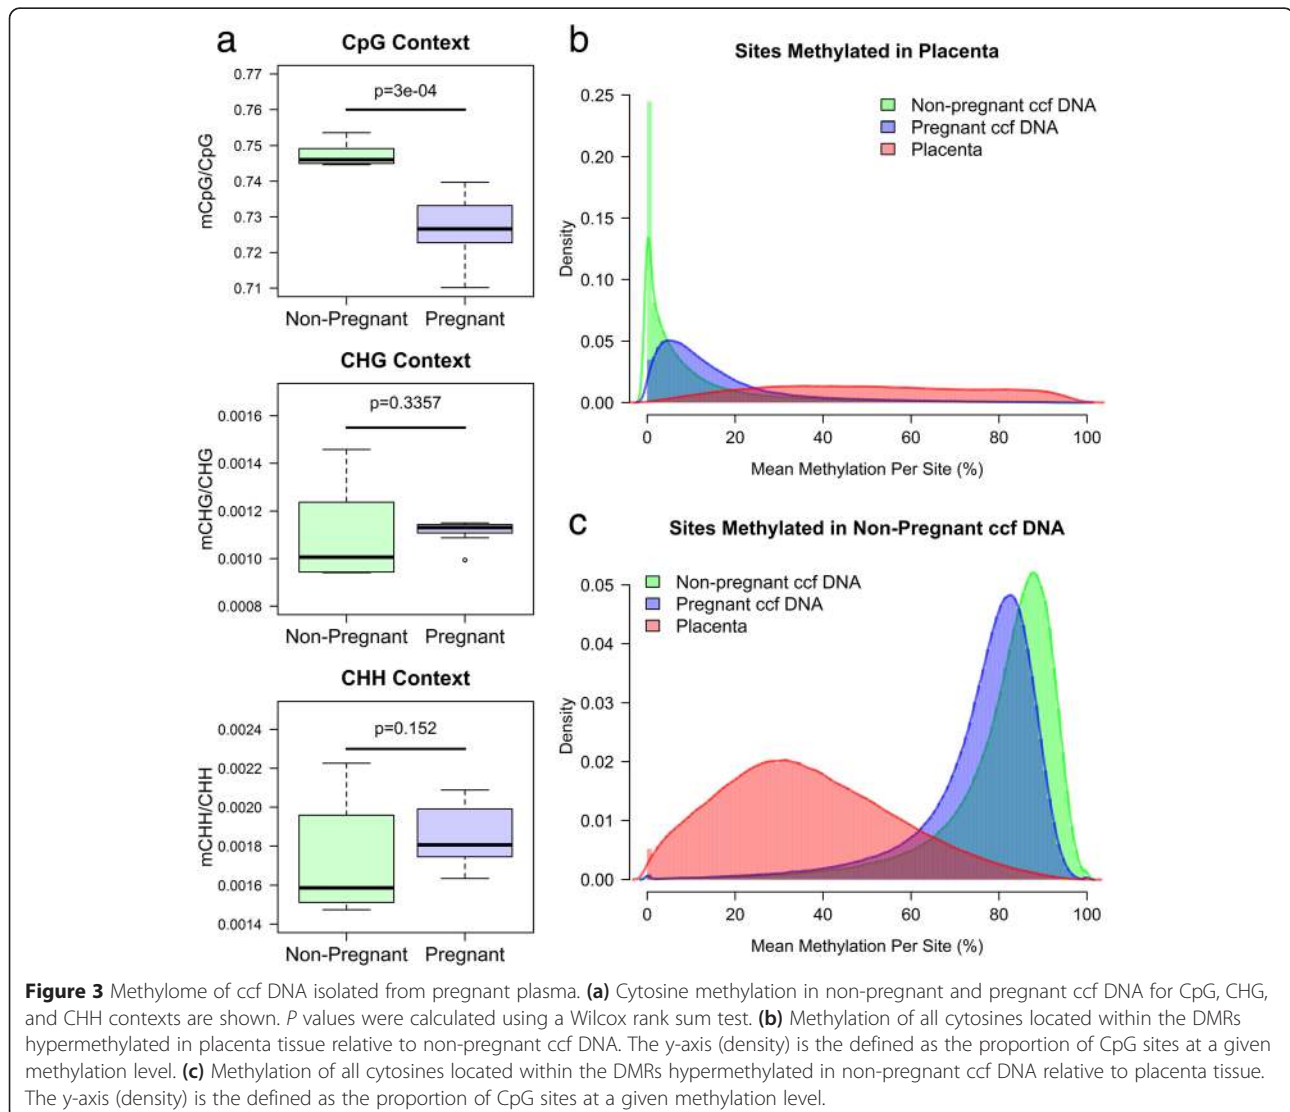 a
CpG Context
mCpG/CpG
0.77
0.76
0.75
0.74
0.73
0.72
0.71
p=3e-04
Non-Pregnant Pregnant
CHG Context
mCHG/CHG
0.0016
0.0014
0.0012
0.0010
0.0008
p=0.3357
Non-Pregnant Pregnant
CHH Context
mCHH/CHH
0.0024
0.0022
0.0020
0.0018
0.0016
0.0014
p=0.152
Non-Pregnant Pregnant
b
Sites Methylated in Placenta
Non-pregnant ccf DNA
Pregnant ccf DNA
Placenta
Density
0.25
0.20
0.15
0.10
0.05
0.00
0 20 40 60 80 100
Mean Methylation Per Site (%)
c
Sites Methylated in Non-Pregnant ccf DNA
Non-pregnant ccf DNA
Pregnant ccf DNA
Placenta
Density
0.05
0.04
0.03
0.02
0.01
0.00
0 20 40 60 80 100
Mean Methylation Per Site (%)
Figure 3 Methylome of ccf DNA isolated from pregnant plasma. (a) Cytosine methylation in non-pregnant and pregnant ccf DNA for CpG, CHG,
and CHH contexts are shown. P values were calculated using a Wilcox rank sum test. (b) Methylation of all cytosines located within the DMRs
hypermethylated in placenta tissue relative to non-pregnant ccf DNA. The y-axis (density) is the defined as the proportion of CpG sites at a given
methylation level. (c) Methylation of all cytosines located within the DMRs hypermethylated in non-pregnant ccf DNA relative to placenta tissue.
The y-axis (density) is the defined as the proportion of CpG sites at a given methylation level.